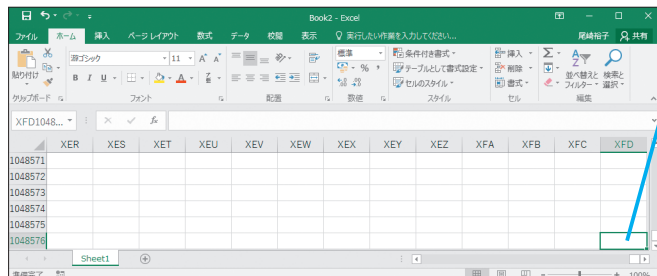 Book2 - Excel
ファイル ホーム 挿入 ページ レイアウト 数式 データ 校閲 表示 実行したい作業を入力してください... 尾崎裕子 共有
貼り付け 源ゴシック 11 A A 標準 条件付き書式 挿入 Σ
B I U A % , テーブルとして書式設定 削除 並べ替えと フィルター 検索と 選択
セルのスタイル 書式
クリップボード フォント 配置 数値 スタイル セル 編集
XFD1048... fx
XER XES XET XEU XEV XEW XEX XEY XEZ XFA XFB XFC XFD
1048571
1048572
1048573
1048574
1048575
1048576
Sheet1
準備完了 100%